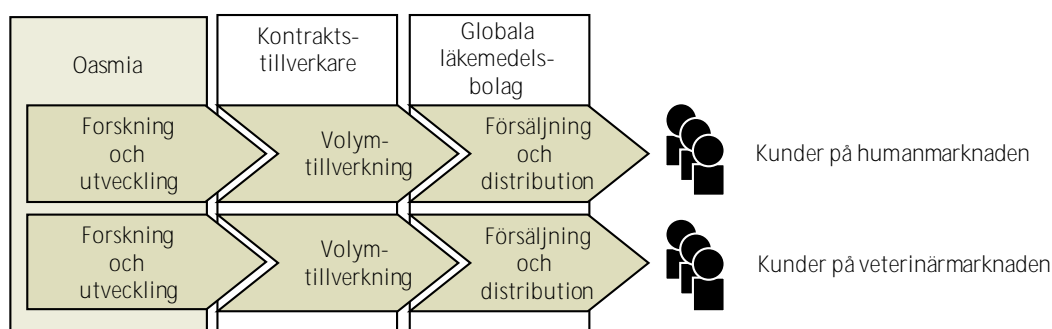 Oasmia
Kontrakts-
tillverkare
Globala
läkemedels-
bolag
Forskning
och
utveckling
Volym-
tillverkning
Försäljning
och
distribution
Kunder på humanmarknaden
Forskning
och
utveckling
Volym-
tillverkning
Försäljning
och
distribution
Kunder på veterinärmarknaden